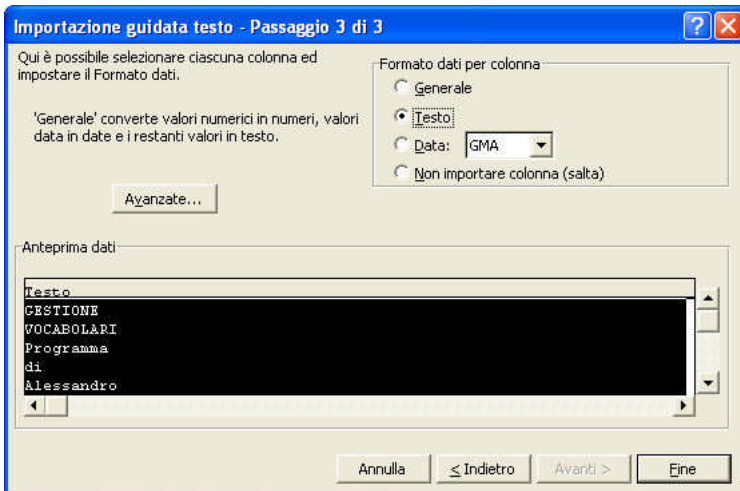 Importazione guidata testo - Passaggio 3 di 3
Qui è possibile selezionare ciascuna colonna ed
impostare il Formato dati.
'Generale' converte valori numerici in numeri, valori
data in date e i restanti valori in testo.
Avanzate...
Formato dati per colonna
Generale
Testo
Data: GMA
Non importare colonna (salta)
Anteprima dati
Testo
GESTIONE
VOCABOLARI
Programma
di
Alessandro
Annulla
< Indietro
Avanti >
Fine